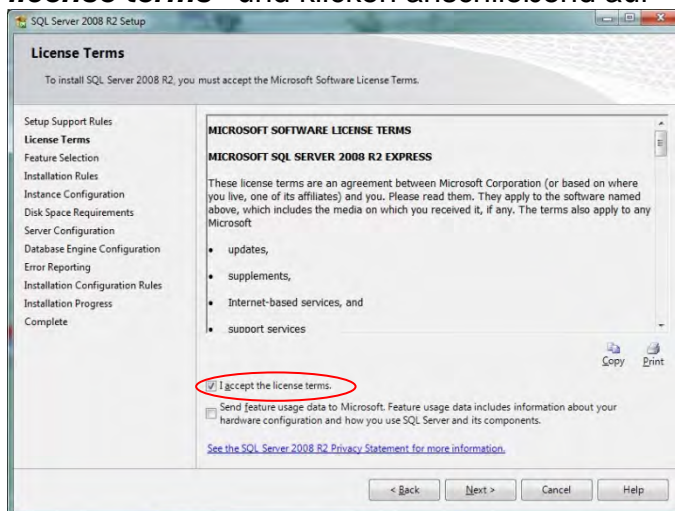 license terms" und klicken anschließend auf
SQL Server 2008 R2 Setup
License Terms
To install SQL Server 2008 R2, you must accept the Microsoft Software License Terms.
Setup Support Rules
License Terms
Feature Selection
Installation Rules
Instance Configuration
Disk Space Requirements
Server Configuration
Database Engine Configuration
Error Reporting
Installation Configuration Rules
Installation Progress
Complete
MICROSOFT SOFTWARE LICENSE TERMS
MICROSOFT SQL SERVER 2008 R2 EXPRESS
These license terms are an agreement between Microsoft Corporation (or based on where
you live, one of its affiliates) and you. Please read them. They apply to the software named
above, which includes the media on which you received it, if any. The terms also apply to any
Microsoft
• updates,
• supplements,
• Internet-based services, and
• support services
Copy Print
I accept the license terms.
Send feature usage data to Microsoft. Feature usage data includes information about your
hardware configuration and how you use SQL Server and its components.
See the SQL Server 2008 R2 Privacy Statement for more information.
< Back Next > Cancel Help